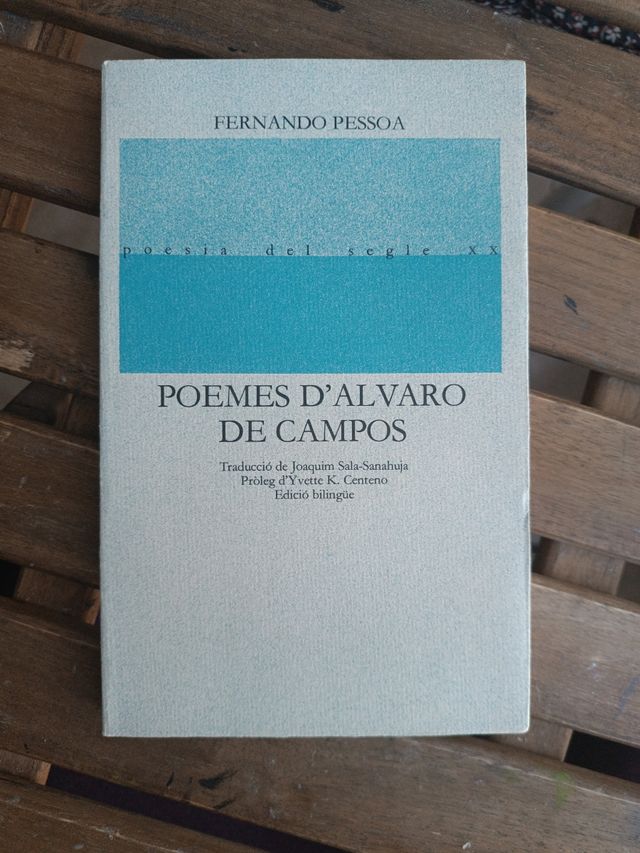 FERNANDO PESSOA
poesia del segle xx
POEMES D'ALVARO
DE CAMPOS
Traducció de Joaquim Sala-Sanahuja
Pròleg d'Yvette K. Centeno
Edició bilingüe